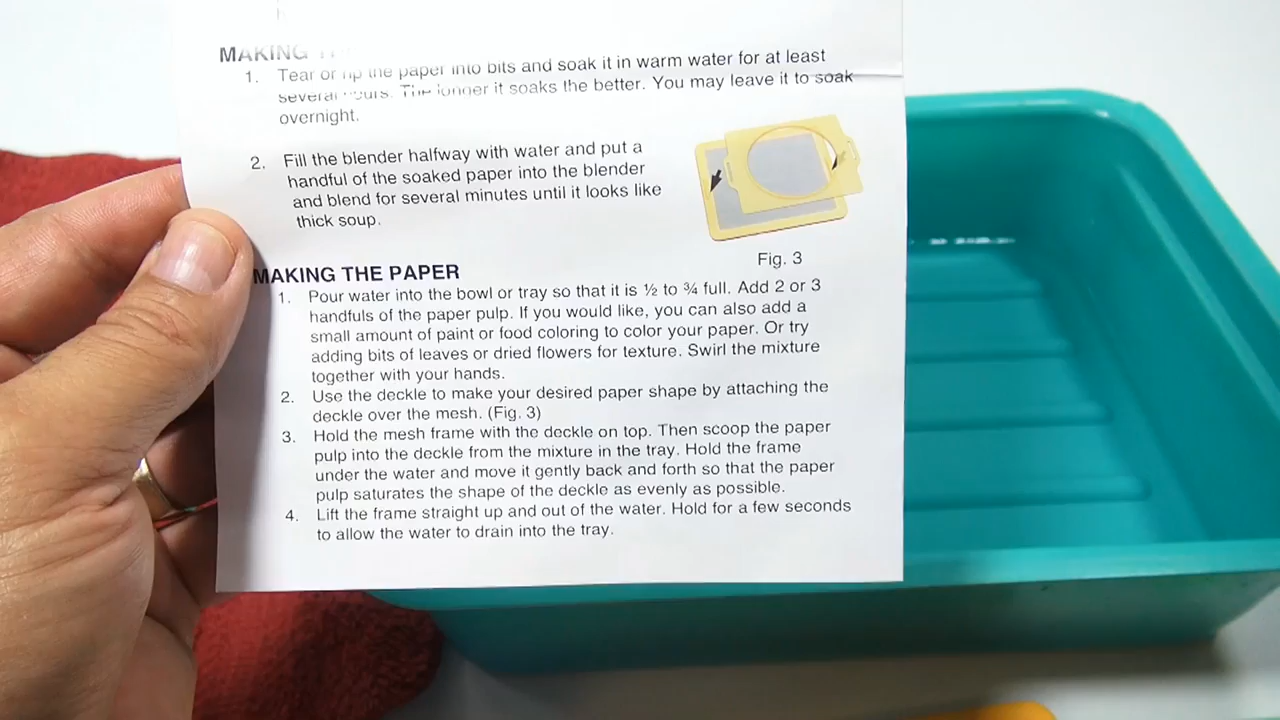 MAKING
1. Tear or rip the paper into bits and soak it in warm water for at least
several hours. The longer it soaks the better. You may leave it to soak
overnight.
2. Fill the blender halfway with water and put a
handful of the soaked paper into the blender
and blend for several minutes until it looks like
thick soup.
Fig. 3
MAKING THE PAPER
1. Pour water into the bowl or tray so that it is ½ to ¾ full. Add 2 or 3
handfuls of the paper pulp. If you would like, you can also add a
small amount of paint or food coloring to color your paper. Or try
adding bits of leaves or dried flowers for texture. Swirl the mixture
together with your hands.
2. Use the deckle to make your desired paper shape by attaching the
deckle over the mesh. (Fig. 3)
3. Hold the mesh frame with the deckle on top. Then scoop the paper
pulp into the deckle from the mixture in the tray. Hold the frame
under the water and move it gently back and forth so that the paper
pulp saturates the shape of the deckle as evenly as possible.
4. Lift the frame straight up and out of the water. Hold for a few seconds
to allow the water to drain into the tray.